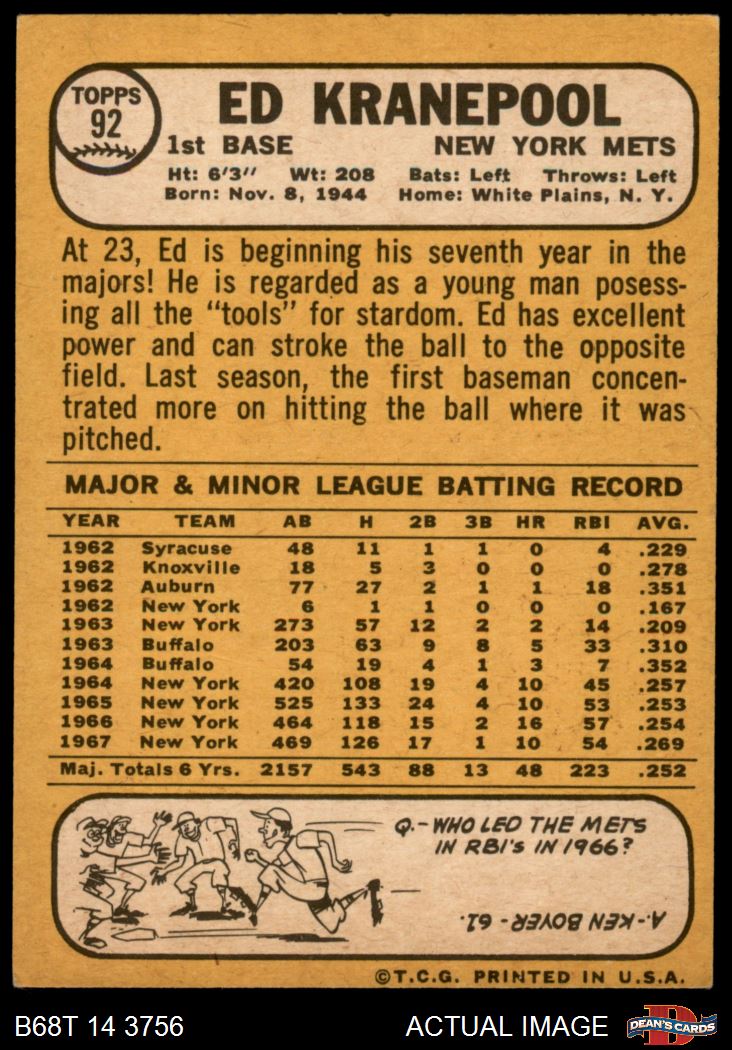 TOPPS
92
ED KRANEPOOL
1st BASE NEW YORK METS
Ht: 6'3" Wt: 208 Bats: Left Throws: Left
Born: Nov. 8, 1944 Home: White Plains, N. Y.
At 23, Ed is beginning his seventh year in the
majors! He is regarded as a young man posess-
ing all the "tools" for stardom. Ed has excellent
power and can stroke the ball to the opposite
field. Last season, the first baseman concen-
trated more on hitting the ball where it was
pitched.
MAJOR & MINOR LEAGUE BATTING RECORD
YEAR TEAM AB H 2B 3B HR RBI AVG.
1962 Syracuse 48 11 1 1 0 4 .229
1962 Knoxville 18 5 3 0 0 0 .278
1962 Auburn 77 27 2 1 1 18 .351
1962 New York 6 1 1 0 0 0 .167
1963 New York 273 57 12 2 2 14 .209
1963 Buffalo 203 63 9 8 5 33 .310
1964 Buffalo 54 19 4 1 3 7 .352
1964 New York 420 108 19 4 10 45 .257
1965 New York 525 133 24 4 10 53 .253
1966 New York 464 118 15 2 16 57 .254
1967 New York 469 126 17 1 10 54 .269
Maj. Totals 6 Yrs. 2157 543 88 13 48 223 .252
Q.-WHO LED THE METS
IN RBI'S IN 1966?
A.-KEN BOYER - 61.
©T.C.G. PRINTED IN U.S.A.
B68T 14 3756 ACTUAL IMAGE DEAN'S CARDS